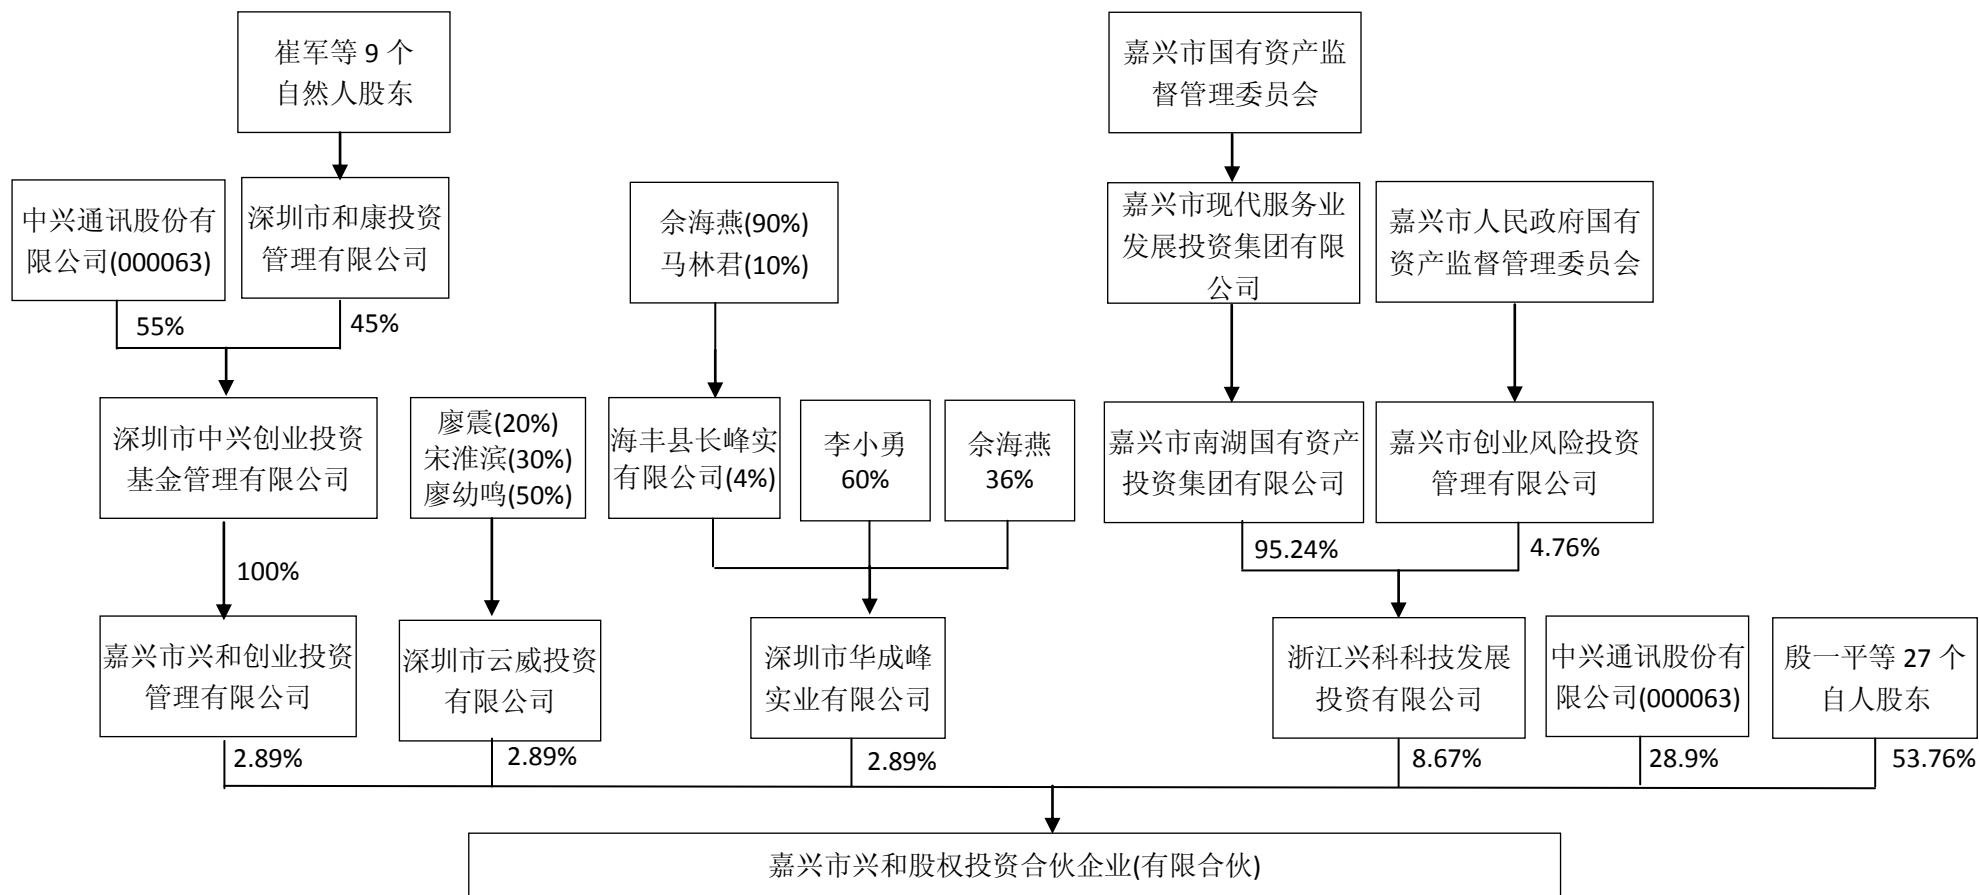 崔军等 9 个
自然人股东
嘉兴市国有资产监
督管理委员会
中兴通讯股份有
限公司(000063)
深圳市和康投资
管理有限公司
佘海燕(90%)
马林君(10%)
嘉兴市现代服务业
发展投资集团有限
公司
嘉兴市人民政府国有
资产监督管理委员会
55%
45%
深圳市中兴创业投资
基金管理有限公司
廖震(20%)
宋淮滨(30%)
廖幼鸣(50%)
海丰县长峰实
有限公司(4%)
李小勇
60%
佘海燕
36%
嘉兴市南湖国有资产
投资集团有限公司
嘉兴市创业风险投资
管理有限公司
100%
95.24%
4.76%
嘉兴市兴和创业投资
管理有限公司
深圳市云威投资
有限公司
深圳市华成峰
实业有限公司
浙江兴科科技发展
投资有限公司
中兴通讯股份有
限公司(000063)
殷一平等 27 个
自人股东
2.89%
2.89%
2.89%
8.67%
28.9%
53.76%
嘉兴市兴和股权投资合伙企业(有限合伙)